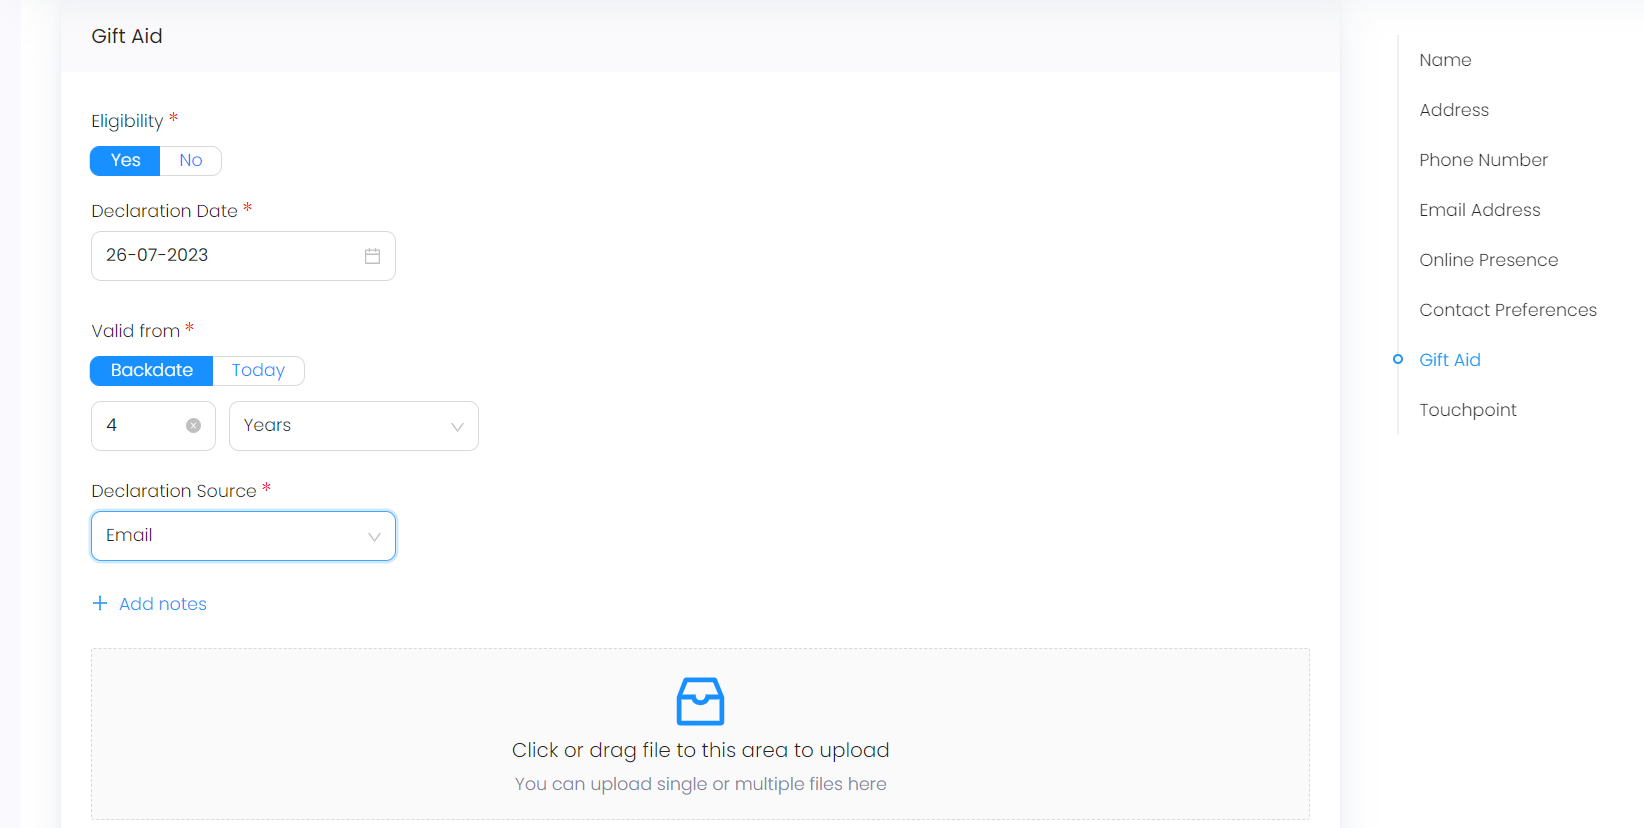 Gift Aid
Eligibility *
Yes No
Declaration Date *
26-07-2023
Valid from *
Backdate Today
4 Years
Declaration Source *
Email
+ Add notes
Click or drag file to this area to upload
You can upload single or multiple files here
Name
Address
Phone Number
Email Address
Online Presence
Contact Preferences
Gift Aid
Touchpoint